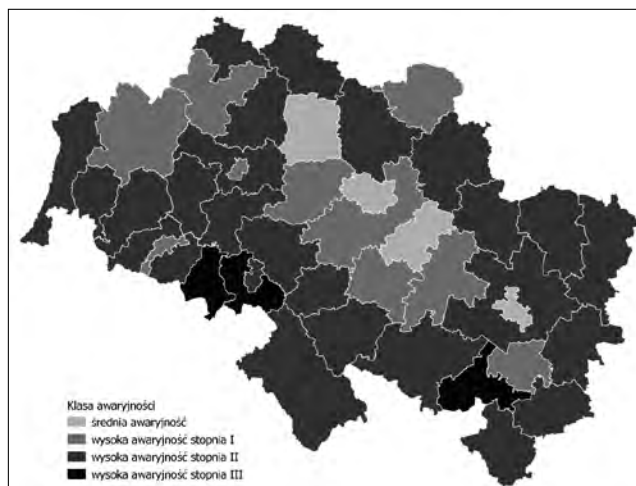 Klasa awaryjności
średnia awaryjność
wysoka awaryjność stopnia I
wysoka awaryjność stopnia II
wysoka awaryjność stopnia III